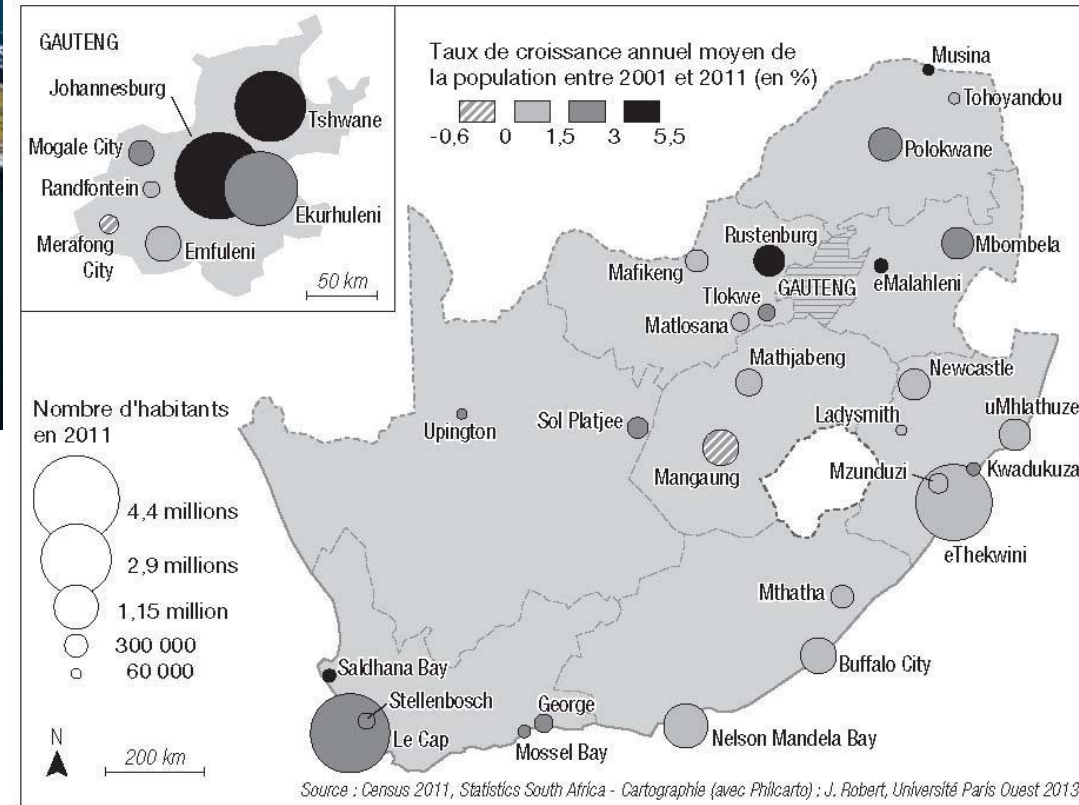 GAUTENG
Johannesburg
Tshwane
Mogale City
Randfontein
Ekurhuleni
Merafong
City
Emfuleni
50 km
Taux de croissance annuel moyen de
la population entre 2001 et 2011 (en %)
-0,6 0 1,5 3 5,5
Musina
Tohoyandou
Polokwane
Rustenburg
Mbombela
Mafikeng
GAUTENG
eMalahleni
Tlokwe
Matlosana
Mathjabeng
Newcastle
Ladysmith
uMhlathuze
Upington
Sol Platjee
Mangaung
Mzunduzi
Kwadukuza
eThekwini
Mthatha
Buffalo City
Nombre d'habitants
en 2011
4,4 millions
2,9 millions
1,15 million
300 000
60 000
Saldhana Bay
Stellenbosch
Le Cap
George
Mossel Bay
Nelson Mandela Bay
N
200 km
Source : Census 2011, Statistics South Africa - Cartographie (avec Philcarto) : J. Robert, Université Paris Ouest 2013